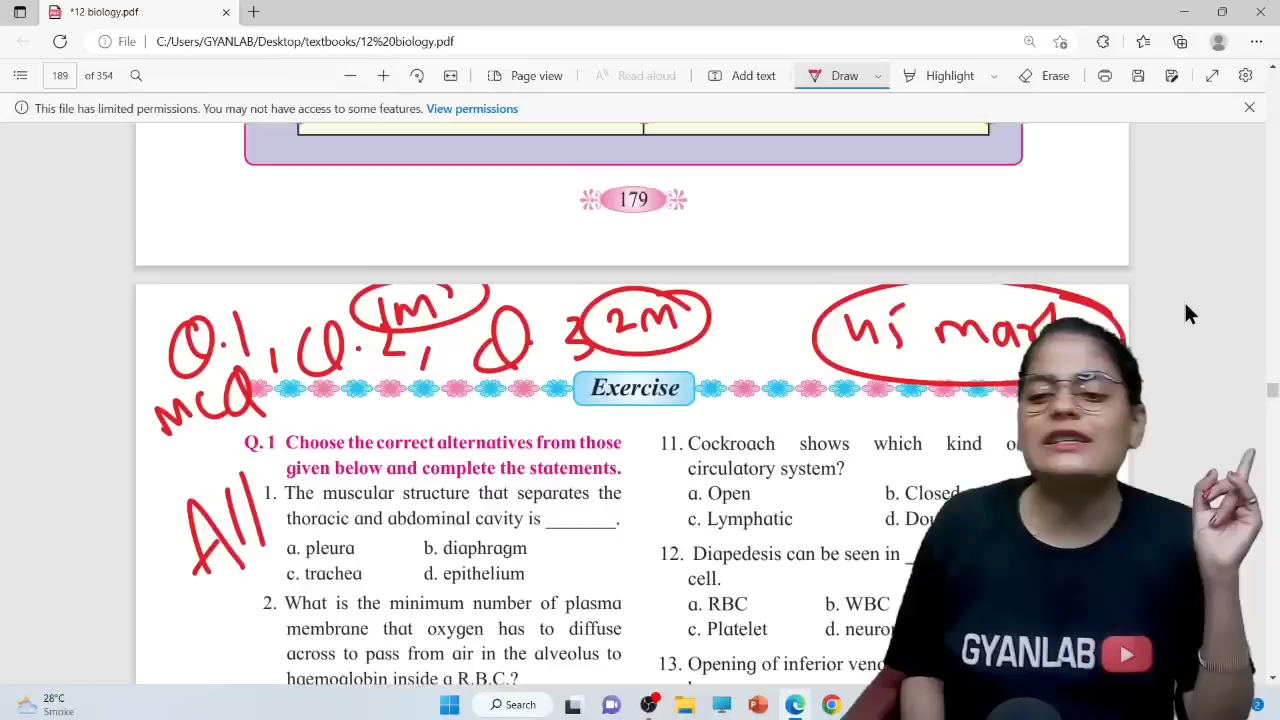 *12 biology.pdf
File C:/Users/GYANLAB/Desktop/textbooks/12%20biology.pdf
189 of 354 Page view Read aloud Add text Draw Highlight Erase
This file has limited permissions. You may not have access to some features. View permissions
179
Q.1, Q.2, 1M Q.3 2M
MCQ
All
Exercise
Q. 1 Choose the correct alternatives from those
given below and complete the statements.
1. The muscular structure that separates the
thoracic and abdominal cavity is _______.
a. pleura b. diaphragm
c. trachea d. epithelium
2. What is the minimum number of plasma
membrane that oxygen has to diffuse
across to pass from air in the alveolus to
haemoglobin inside a R.B.C.?
11. Cockroach shows which kind
circulatory system?
a. Open b. Closed
c. Lymphatic d.
12. Diapedesis can be seen in
cell.
a. RBC b. WBC
c. Platelet d.
13. Opening of inferior
GYANLAB
28°C
Smoke
Search
2